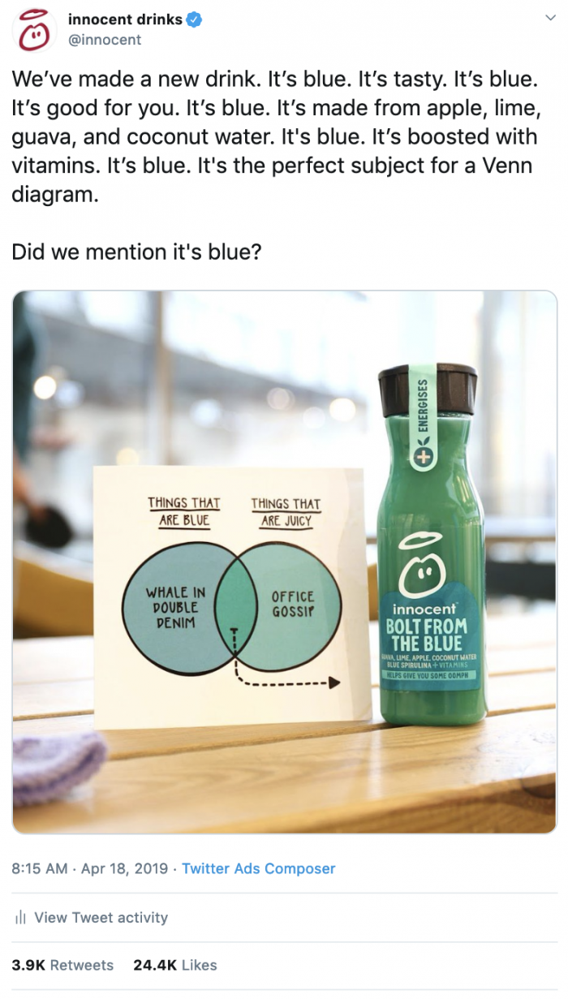 innocent drinks
@innocent
We’ve made a new drink. It’s blue. It’s tasty. It’s blue.
It’s good for you. It’s blue. It’s made from apple, lime,
guava, and coconut water. It's blue. It’s boosted with
vitamins. It’s blue. It's the perfect subject for a Venn
diagram.
Did we mention it's blue?
THINGS THAT
ARE BLUE
THINGS THAT
ARE JUICY
WHALE IN
DOUBLE
DENIM
OFFICE
GOSSIP
ENERGISES
innocent
BOLT FROM
THE BLUE
GUAVA, LIME, APPLE, COCONUT WATER
BLUE SPIRULINA + VITAMINS
HELPS GIVE YOU SOME OOMPH
8:15 AM · Apr 18, 2019 · Twitter Ads Composer
View Tweet activity
3.9K Retweets 24.4K Likes